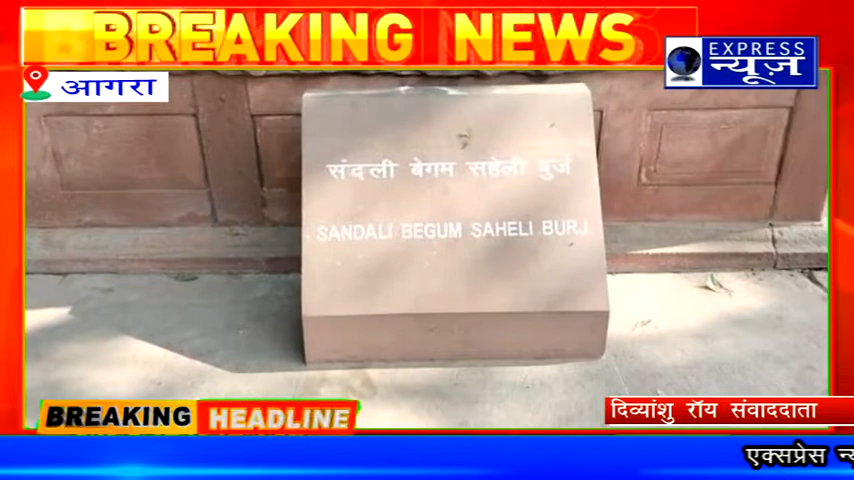 BREAKING NEWS
EXPRESS
न्यूज़
आगरा
संदली बेगम सहेली बुर्ज
SANDALI BEGUM SAHELI BURJ
BREAKING HEADLINE
दिव्यांशु रॉय संवाददाता
एक्सप्रेस